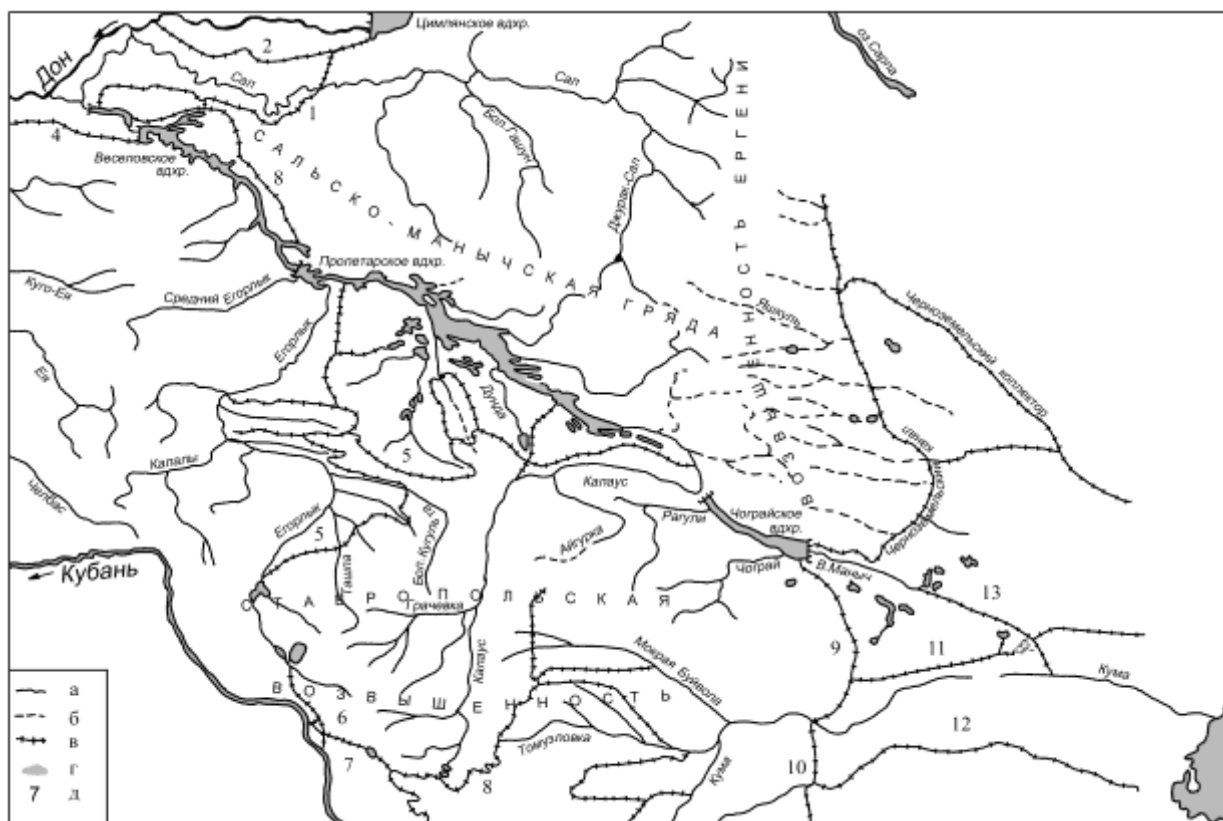 Цимлянское вдхр.
оз.Сарпа
2
Дон
Сал
Сал
1
4
Бол.Гашун
САЛЬСКО-МАНЫЧСКАЯ ГРЯДА
ВОЗВЫШЕННОСТЬ ЕРГЕНИ
Веселовское
вдхр.
8
Джурак-Сал
Пролетарское вдхр.
Куго-Ея
Средний Егорлык
Яшкуль
Черноземельский коллектор
Егорлык
Ея
Дунда
5
Калалы
Калаус
Черноземельский канал
Челбас
Рагули
Чограйское
вдхр.
Егорлык
5
Айгурка
Кубань
Ташла
Бол.Кугульта
Чограй
В.Маныч
СТАВРОПОЛЬСКАЯ
Грачевка
13
9
11
Мокрая Буйвола
Калаус
Кума
ВОЗВЫШЕННОСТЬ
6
12
Томузловка
7
8
Кума
10
а
б
в
г
7 д